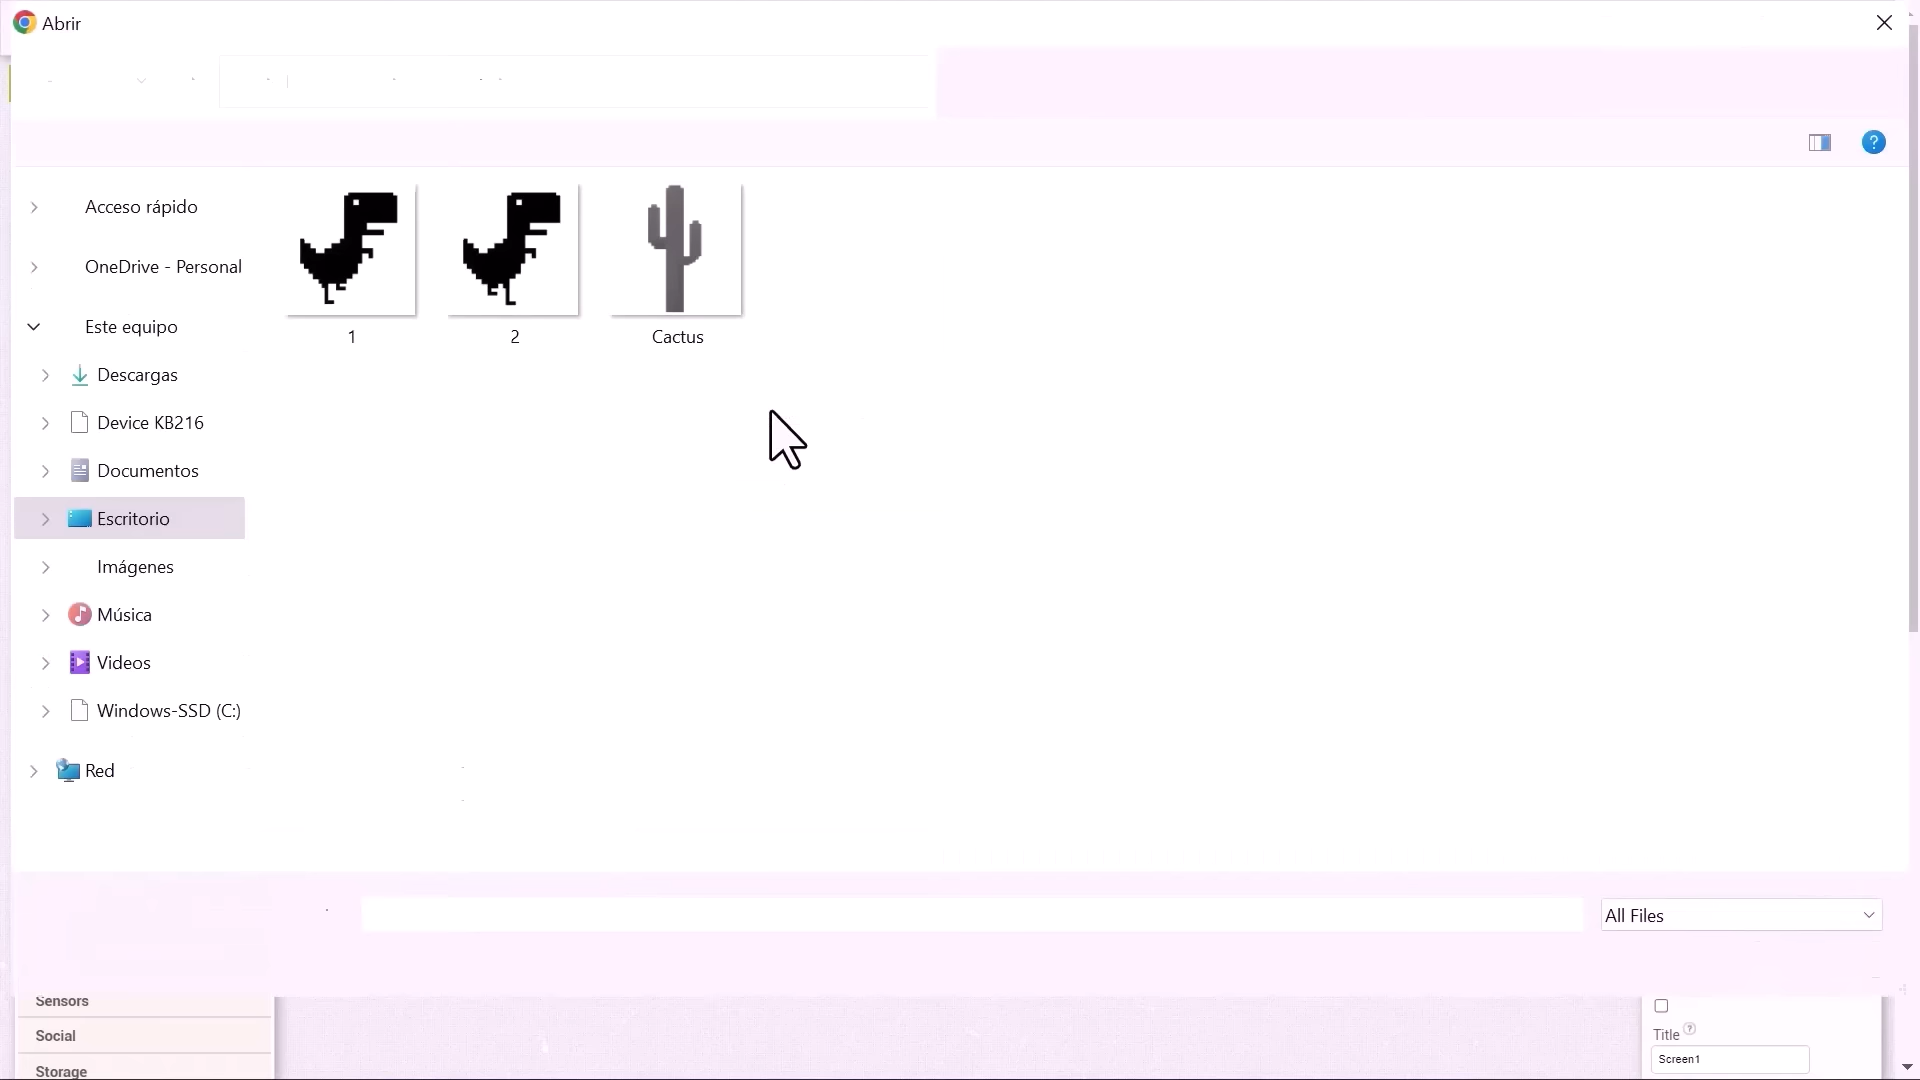 Abrir
?
Acceso rápido
OneDrive - Personal
Este equipo
Descargas
Device KB216
Documentos
Escritorio
Imágenes
Música
Videos
Windows-SSD (C:)
Red
1
2
Cactus
All Files
Sensors
Social
Storage
Title ?
Screen1